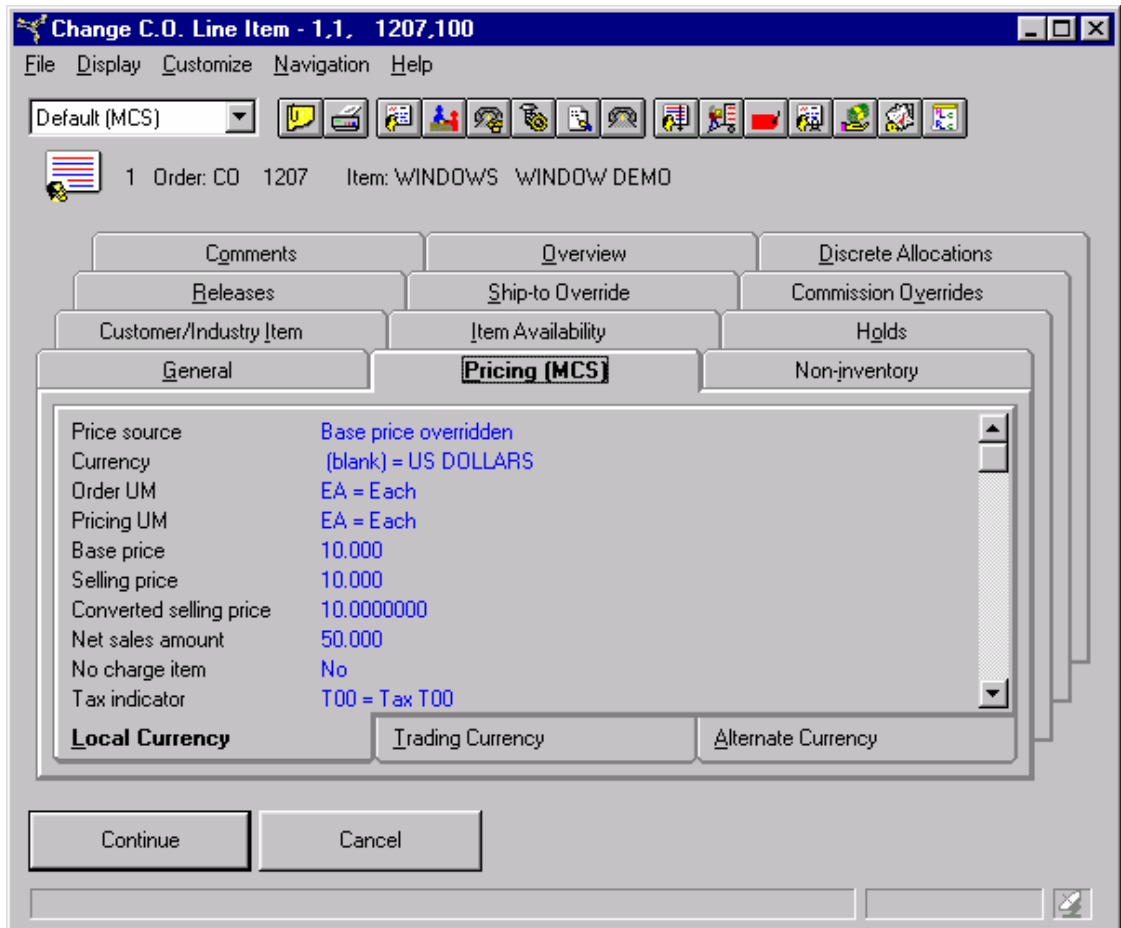 Change C.O. Line Item - 1,1, 1207,100
File Display Customize Navigation Help
Default (MCS)
1 Order: CO 1207 Item: WINDOWS WINDOW DEMO
Comments Overview Discrete Allocations
Releases Ship-to Override Commission Overrides
Customer/Industry Item Item Availability Holds
General Pricing (MCS) Non-inventory
Price source Base price overridden
Currency (blank) = US DOLLARS
Order UM EA = Each
Pricing UM EA = Each
Base price 10.000
Selling price 10.000
Converted selling price 10.0000000
Net sales amount 50.000
No charge item No
Tax indicator T00 = Tax T00
Local Currency Trading Currency Alternate Currency
Continue Cancel